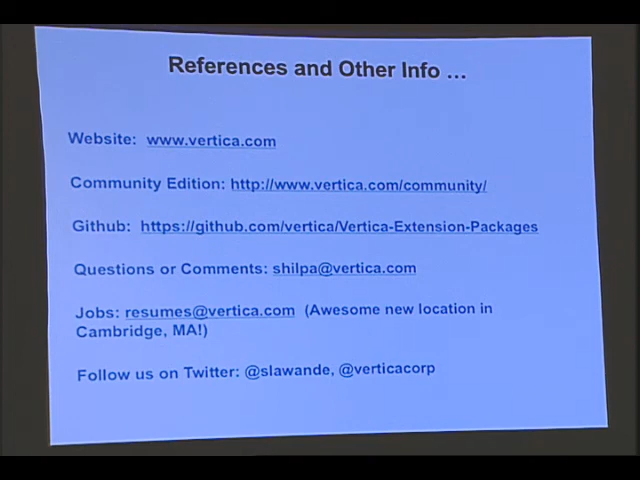 References and Other Info ...
Website: www.vertica.com
Community Edition: http://www.vertica.com/community/
Github: https://github.com/vertica/Vertica-Extension-Packages
Questions or Comments: shilpa@vertica.com
Jobs: resumes@vertica.com (Awesome new location in
Cambridge, MA!)
Follow us on Twitter: @slawande, @verticacorp